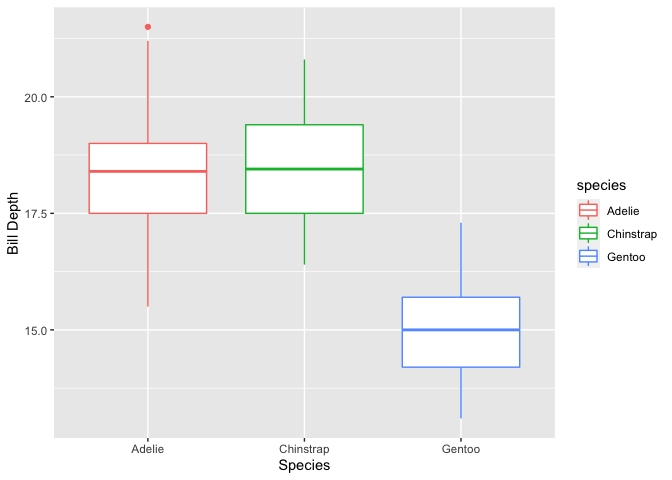 20.0
17.5
15.0
Bill Depth
Adelie
Chinstrap
Gentoo
Species
species
Adelie
Chinstrap
Gentoo